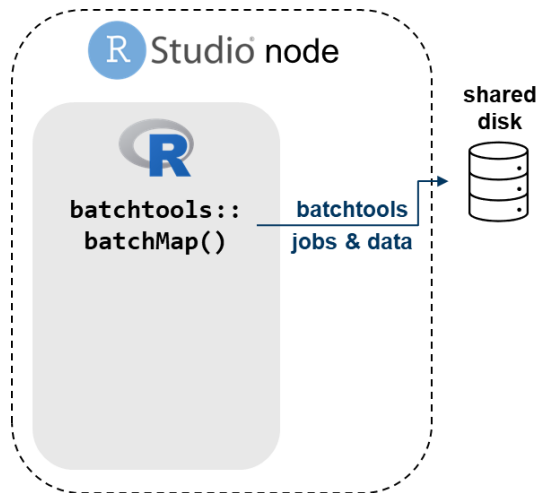 R Studio® node
shared
disk
R
batchtools::
batchMap()
batchtools
jobs & data